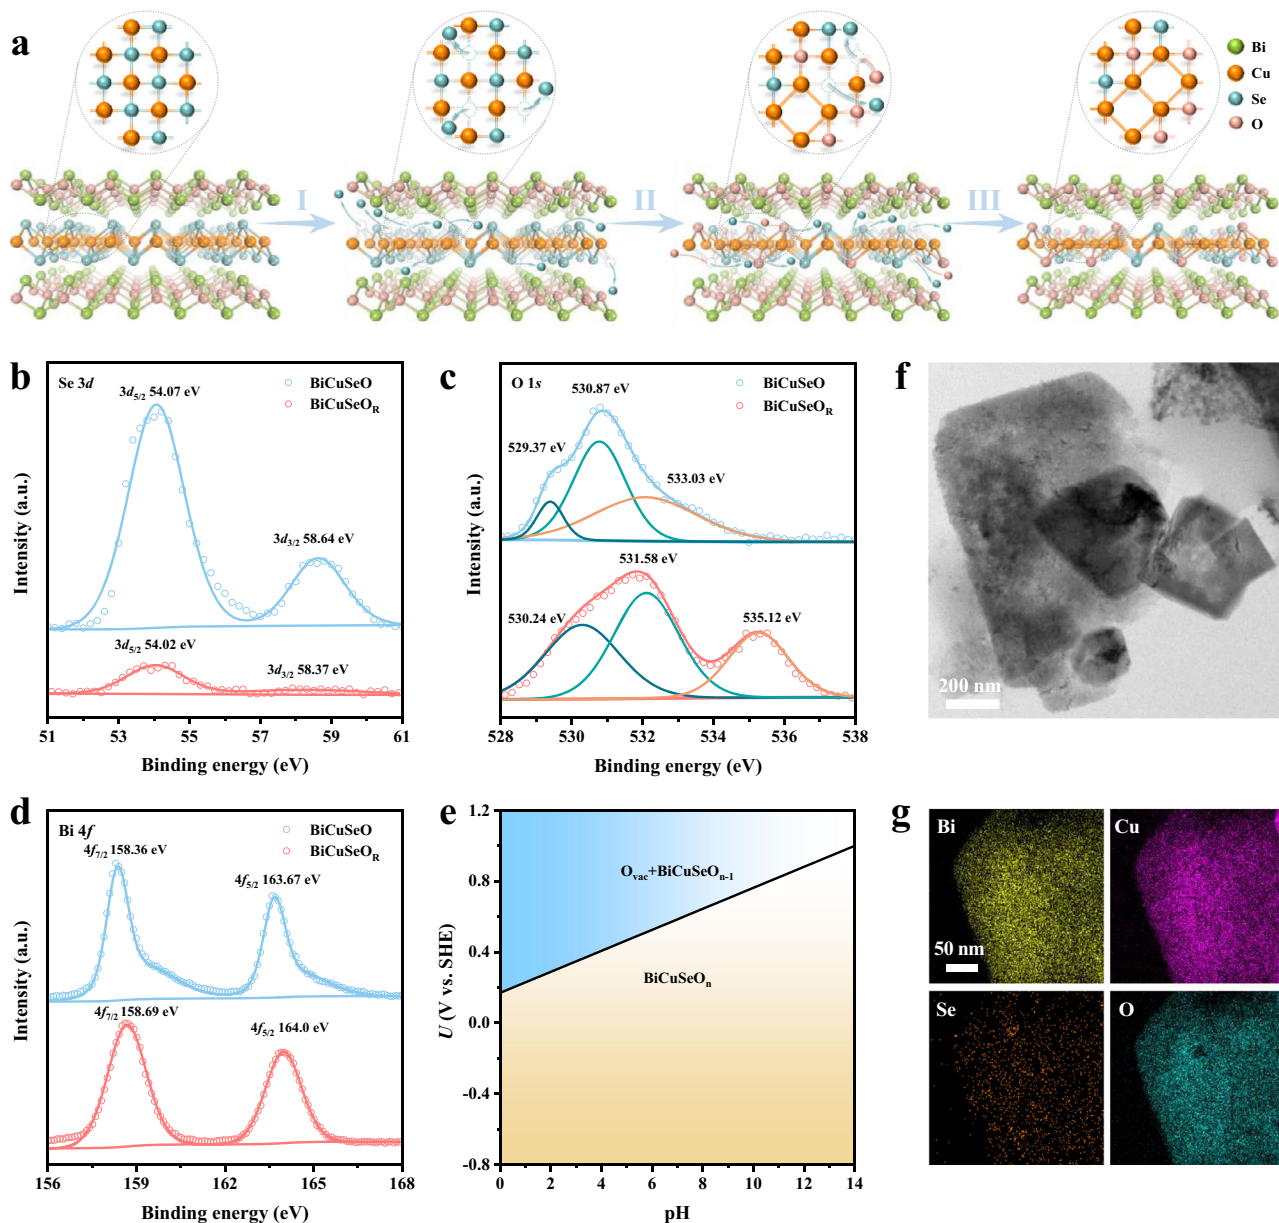 a
I
II
III
Bi
Cu
Se
O
b
Se 3d
BiCuSeO
BiCuSeO_R
3d5/2 54.07 eV
3d3/2 58.64 eV
3d5/2 54.02 eV
3d3/2 58.37 eV
Intensity (a.u.)
51 53 55 57 59 61
Binding energy (eV)
c
O 1s
BiCuSeO
BiCuSeO_R
530.87 eV
529.37 eV
533.03 eV
531.58 eV
530.24 eV
535.12 eV
Intensity (a.u.)
528 530 532 534 536 538
Binding energy (eV)
f
200 nm
d
Bi 4f
BiCuSeO
BiCuSeO_R
4f7/2 158.36 eV
4f5/2 163.67 eV
4f7/2 158.69 eV
4f5/2 164.0 eV
Intensity (a.u.)
156 159 162 165 168
Binding energy (eV)
e
1.2
0.8
0.4
0.0
-0.4
-0.8
U (V vs. SHE)
O_vac+BiCuSeO_n-1
BiCuSeO_n
0 2 4 6 8 10 12 14
pH
g
Bi
50 nm
Cu
Se
O